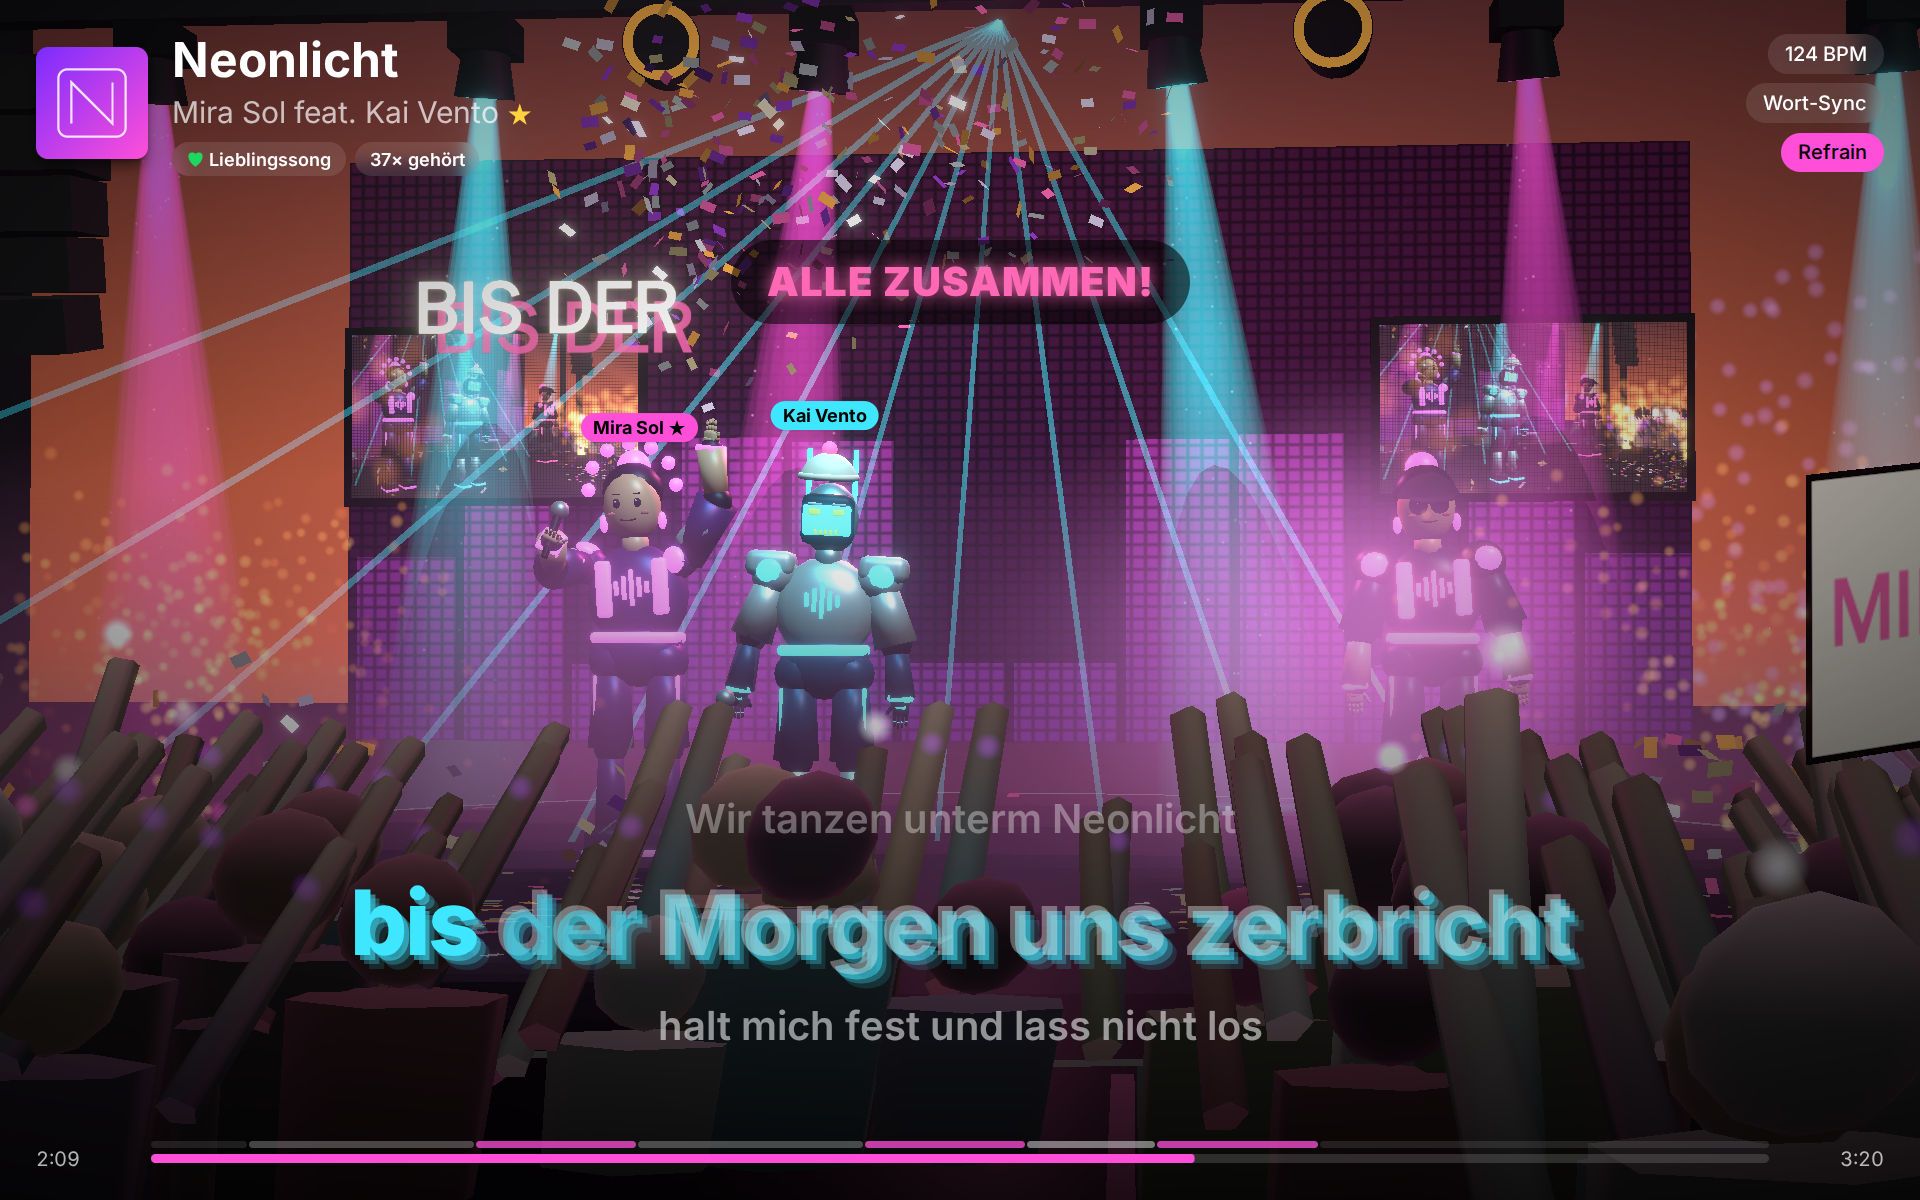 N
Neonlicht
Mira Sol feat. Kai Vento ★
Lieblingssong
37× gehört
124 BPM
Wort-Sync
Refrain
ALLE ZUSAMMEN!
BIS DER
Mira Sol ★
Kai Vento
MI
Wir tanzen unterm Neonlicht
bis der Morgen uns zerbricht
halt mich fest und lass nicht los
2:09
3:20